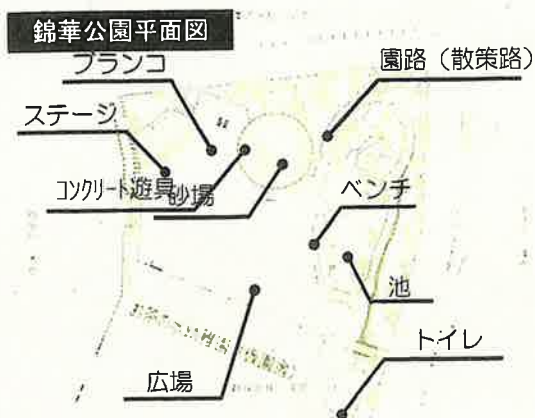 錦華公園平面図
ブランコ
園路（散策路）
ステージ
コンクリート遊具
砂場
ベンチ
池
トイレ
広場